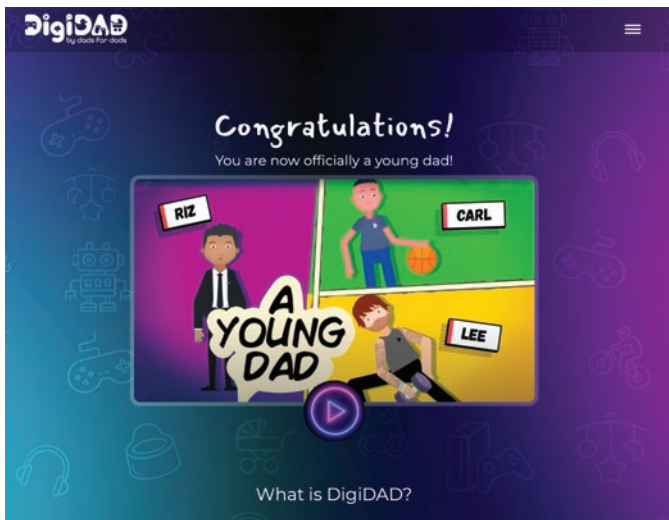 DigiDAD
by dads for dads
Congratulations!
You are now officially a young dad!
RIZ
CARL
A
YOUNG
DAD
LEE
What is DigiDAD?